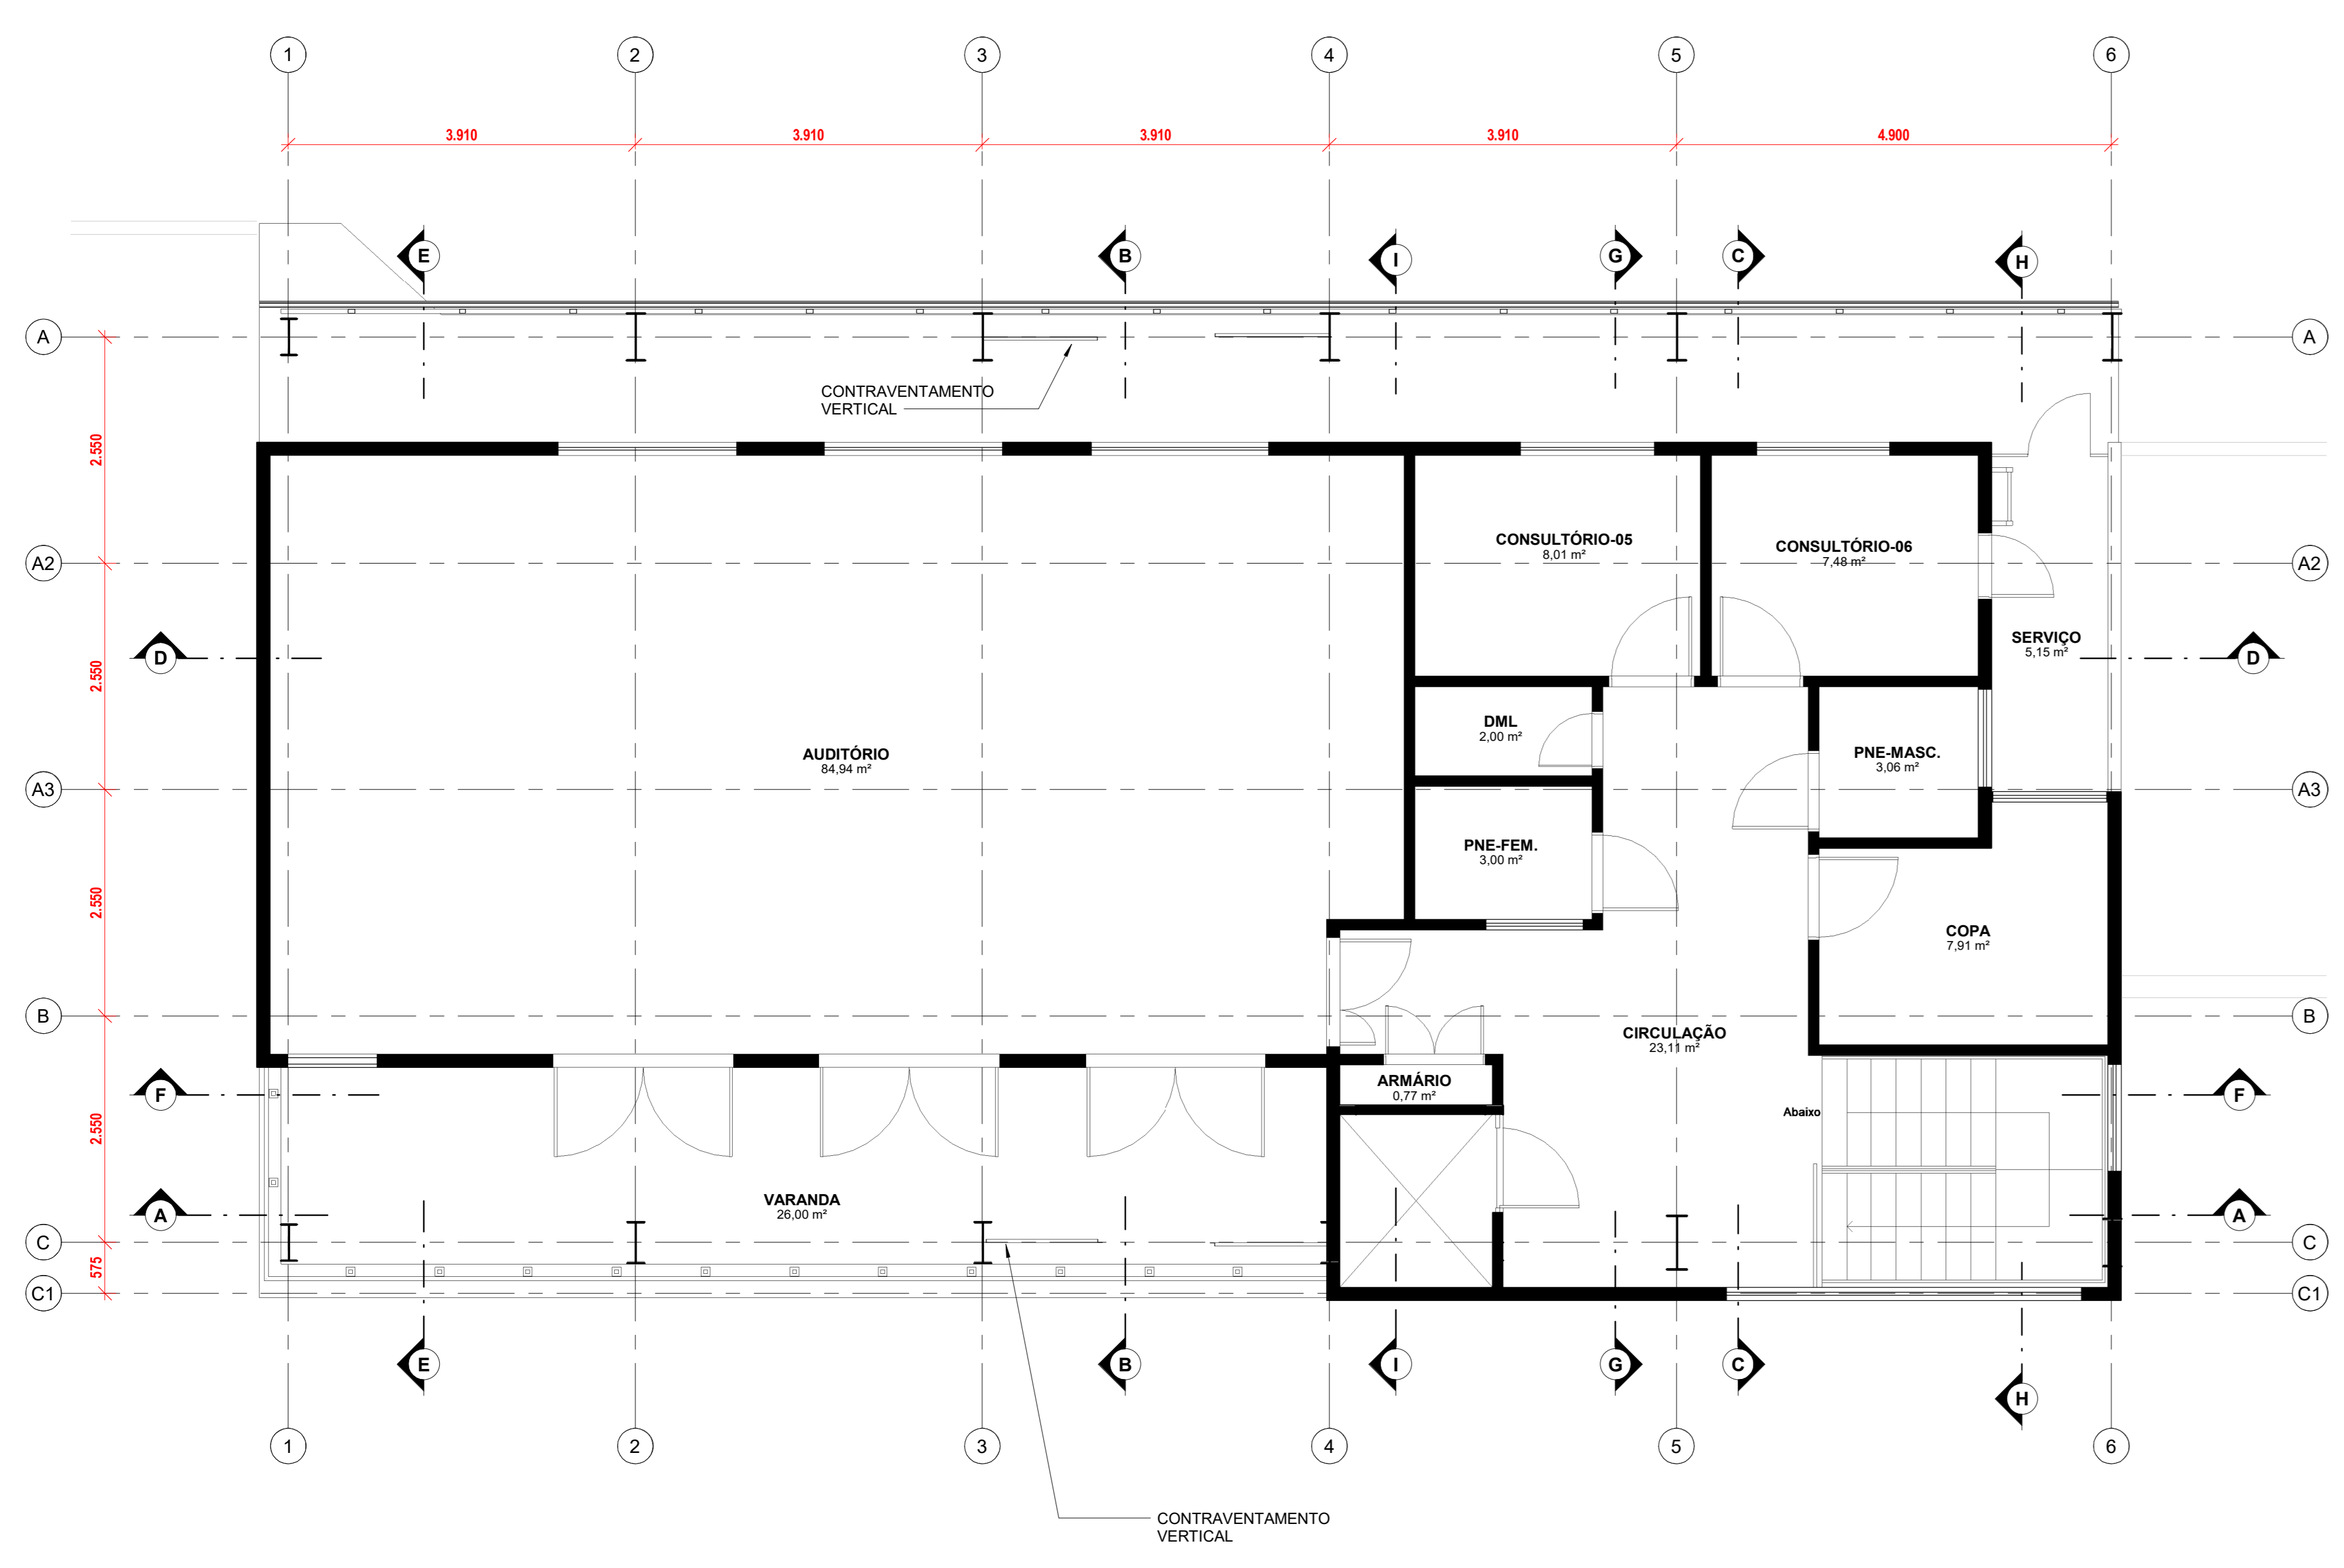 1 2 3 4 5 6
3.910 3.910 3.910 3.910 4.900
E B I G C H
A A
CONTRAVENTAMENTO
VERTICAL
2.550
CONSULTÓRIO-05
8,01 m²
CONSULTÓRIO-06
7,48 m²
A2 A2
SERVIÇO
5,15 m²
D D
2.550
DML
2,00 m²
AUDITÓRIO
84,94 m²
PNE-MASC.
3,06 m²
A3 A3
PNE-FEM.
3,00 m²
2.550
COPA
7,91 m²
B B
CIRCULAÇÃO
23,11 m²
ARMÁRIO
0,77 m²
F F
Abaixo
2.550
VARANDA
26,00 m²
A A
C C
575
C1 C1
E B I G C H
1 2 3 4 5 6
CONTRAVENTAMENTO
VERTICAL